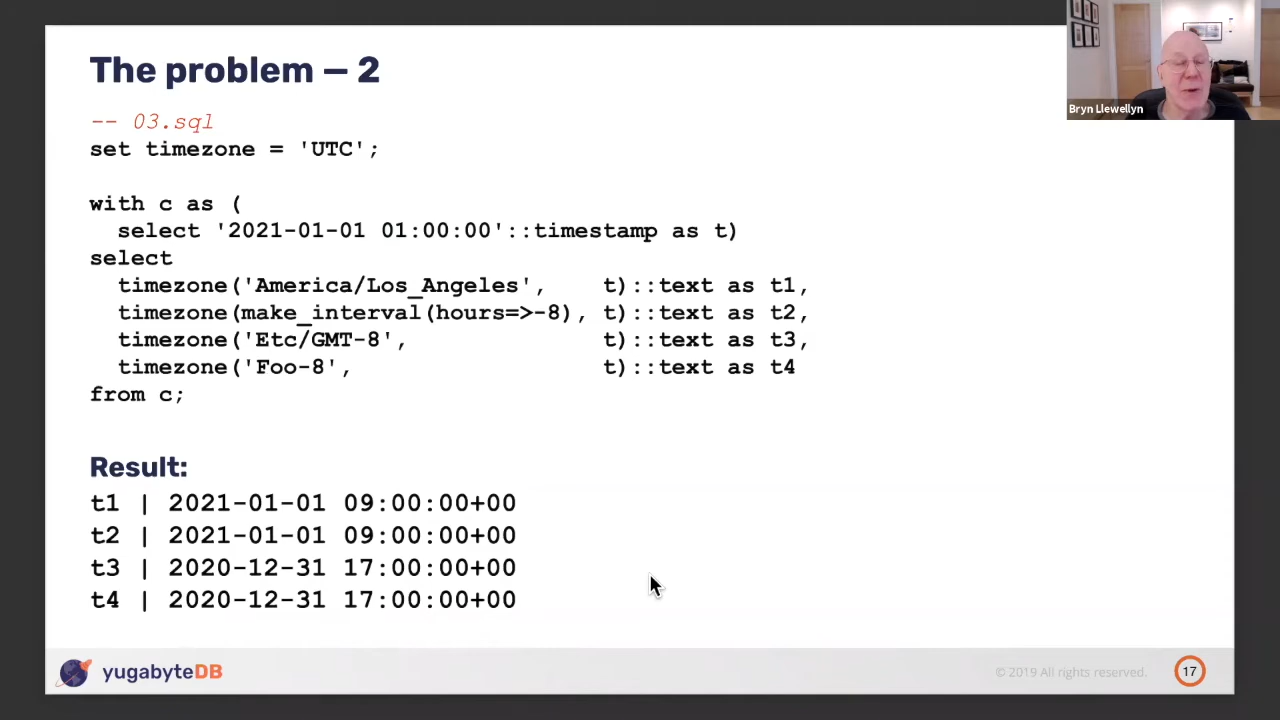 The problem – 2
-- 03.sql
set timezone = 'UTC';
with c as (
  select '2021-01-01 01:00:00'::timestamp as t)
select
  timezone('America/Los_Angeles',    t)::text as t1,
  timezone(make_interval(hours=>-8), t)::text as t2,
  timezone('Etc/GMT-8',              t)::text as t3,
  timezone('Foo-8',                  t)::text as t4
from c;
Result:
t1 | 2021-01-01 09:00:00+00
t2 | 2021-01-01 09:00:00+00
t3 | 2020-12-31 17:00:00+00
t4 | 2020-12-31 17:00:00+00
Bryn Llewellyn
yugabyteDB
© 2019 All rights reserved.
17